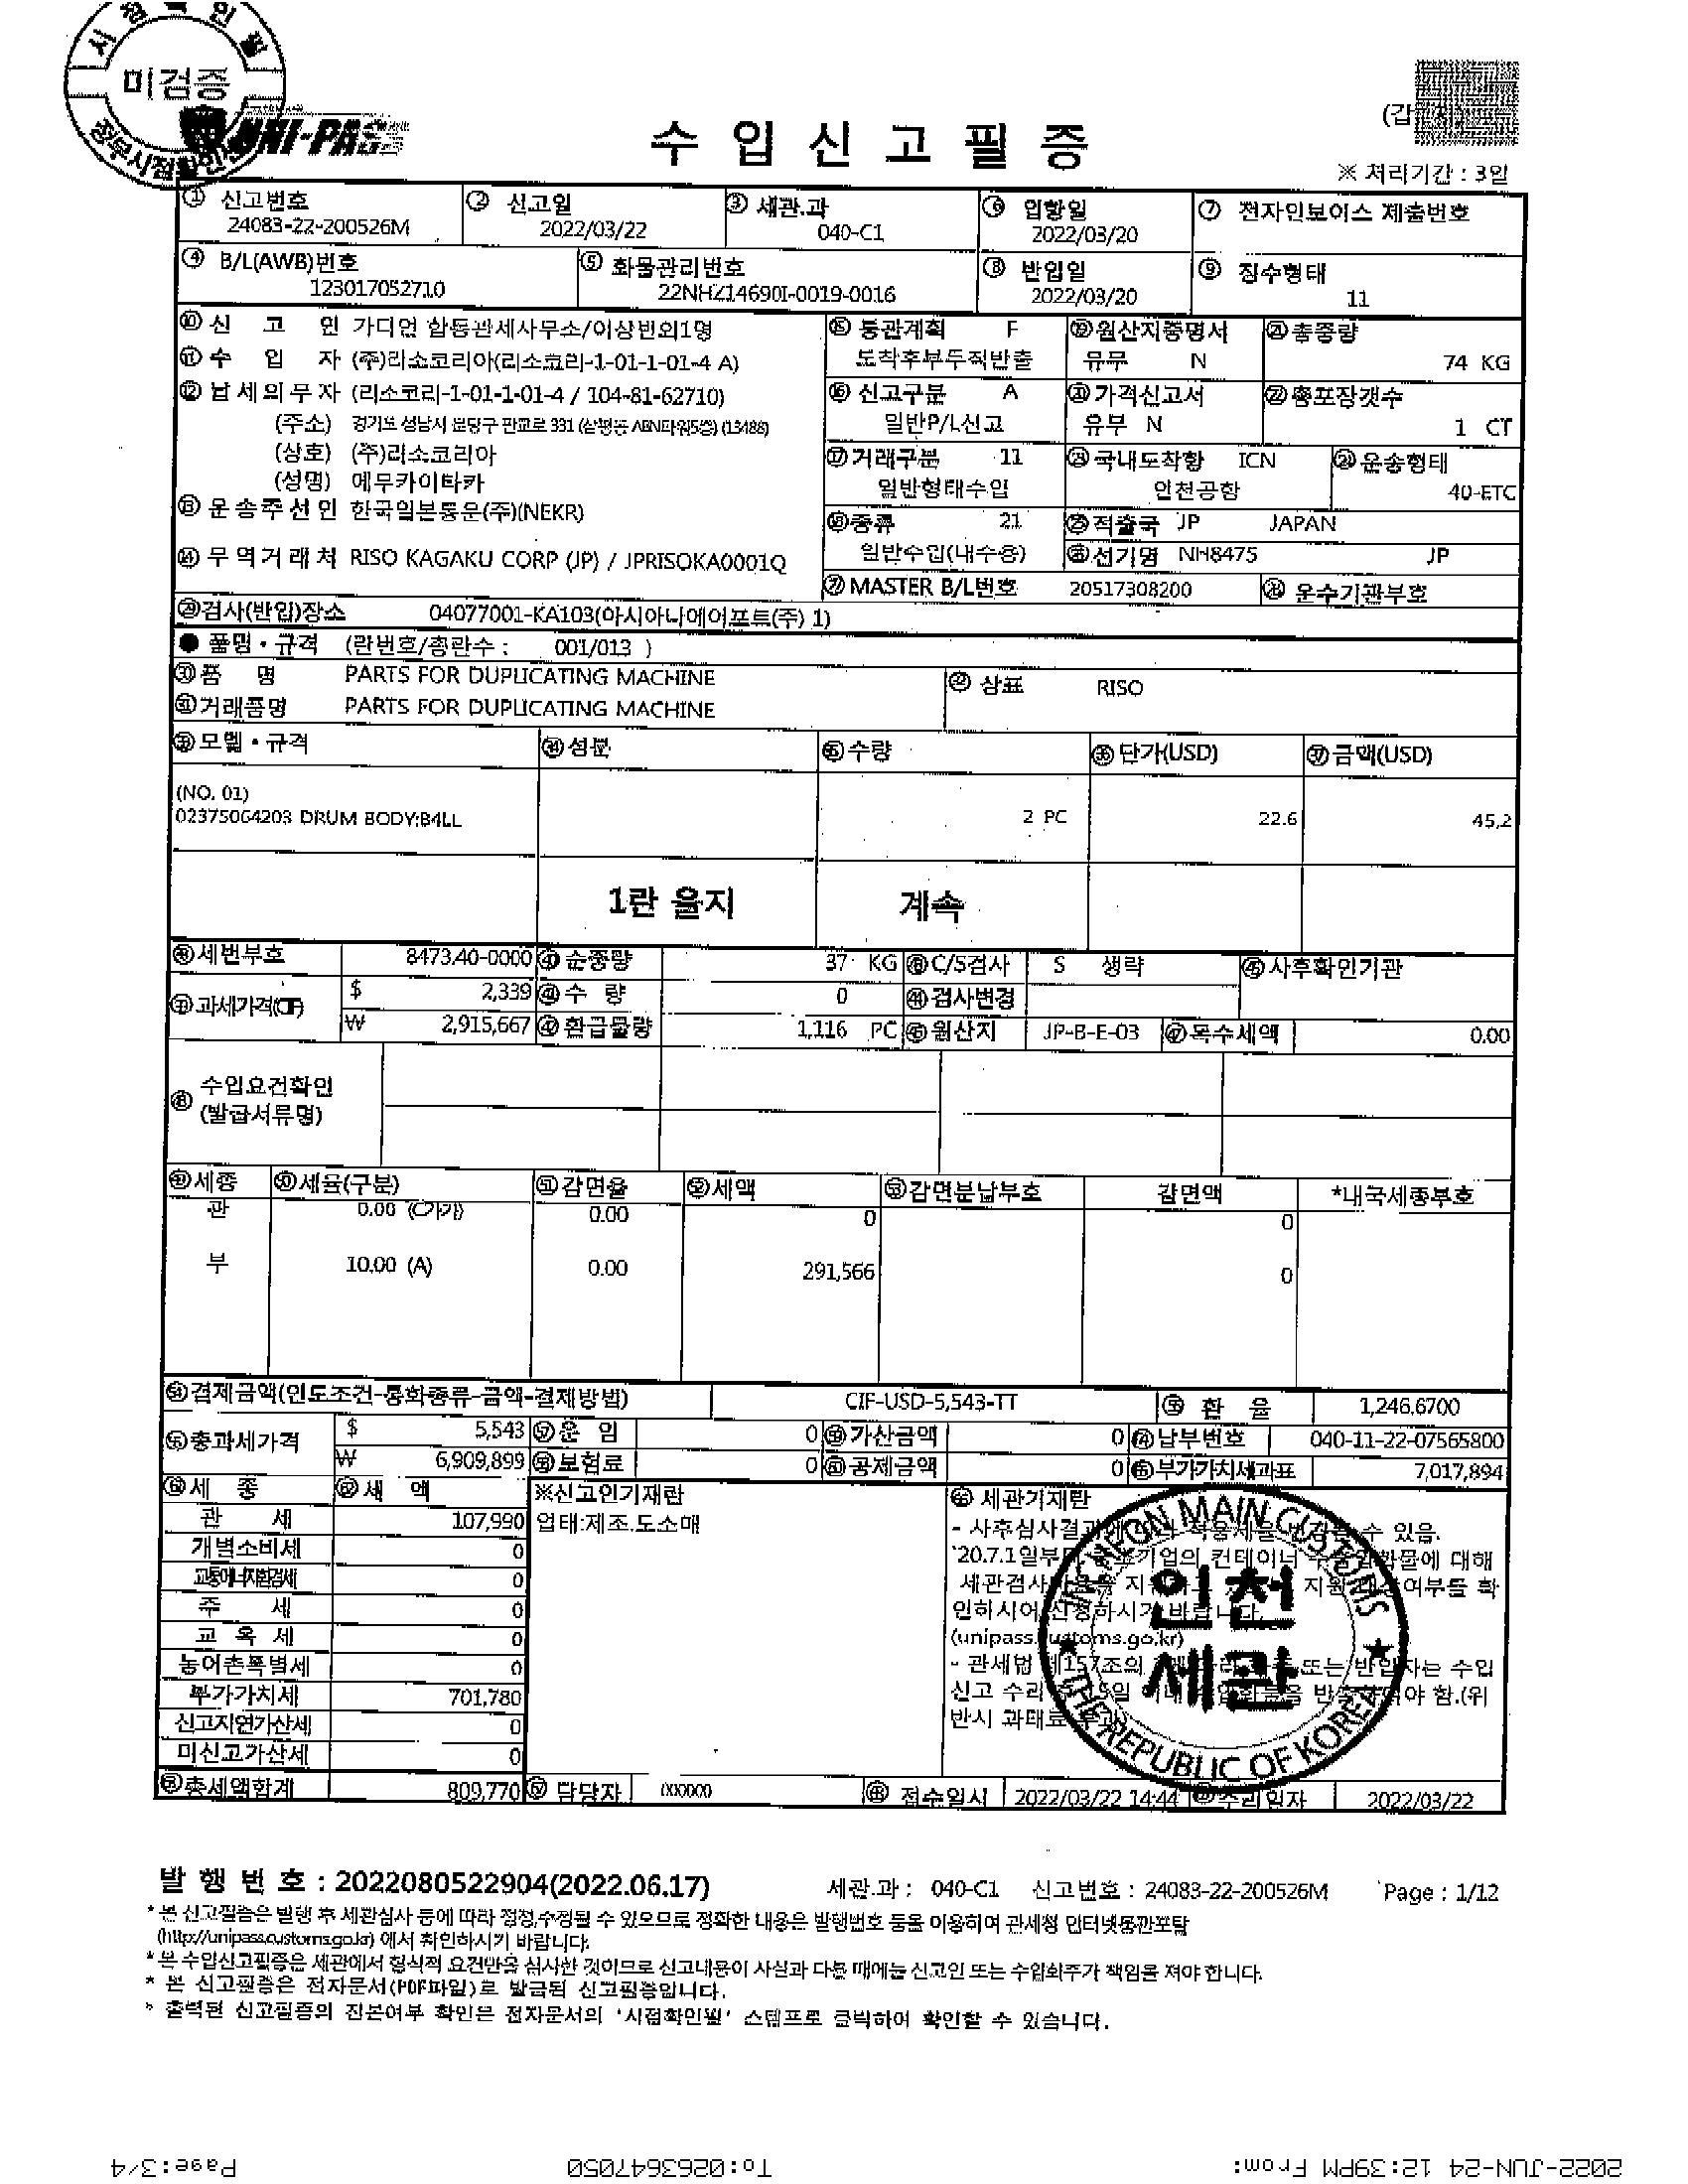 미검증
UNI-PASS
수 입 신 고 필 증
(갑
※ 처리기간 : 3일
① 신고번호
24083-22-200526M
② 신고일
2022/03/22
③ 세관.과
040-C1
⑥ 입항일
2022/03/20
⑦ 전자인보이스 제출번호
④ B/L(AWB)번호
123017052710
⑤ 화물관리번호
22NHZ14690I-0019-0016
⑧ 반입일
2022/03/20
⑨ 징수형태
11
⑩ 신 고 인 가디언 합동관세사무소/이상번외1명
⑪ 수 입 자 (주)리소코리아(리소코리-1-01-1-01-4 A)
⑫ 납 세 의 무 자 (리소코리-1-01-1-01-4 / 104-81-62710)
(주소) 경기도 성남시 분당구 판교로 331 (삼평동 ABN타워5층) (13488)
(상호) (주)리소코리아
(성명) 에무카이타카
⑬ 운 송 주 선 인 한국일본통운(주)(NEKR)
⑭ 무 역 거 래 처 RISO KAGAKU CORP (JP) / JPRISOKA0001Q
⑮ 통관계획 F
도착후부두직반출
⑯ 신고구분 A
일반P/L신고
⑰ 거래구분 11
일반형태수입
⑱ 종류 21
일반수입(내수용)
⑲ 원산지증명서
유무 N
⑳ 가격신고서
유무 N
㉑ 총중량
74 KG
㉒ 총포장갯수
1 CT
㉓ 국내도착항 ICN
인천공항
㉔ 운송형태
40-ETC
㉕ 적출국 JP JAPAN
㉖ 선기명 NH8475 JP
㉗ MASTER B/L번호 20517308200
㉘ 운수기관부호
㉙ 검사(반입)장소 04077001-KA103(아시아나에어포트(주) 1)
● 품명・규격 (란번호/총란수 : 001/013 )
㉚ 품 명 PARTS FOR DUPLICATING MACHINE
㉛ 거래품명 PARTS FOR DUPLICATING MACHINE
㉜ 상표 RISO
㉝ 모델・규격 ㉞ 성분 ㉟ 수량 ㊱ 단가(USD) ㊲ 금액(USD)
(NO. 01)
02375064203 DRUM BODY;B4LL 2 PC 22.6 45.2
1란 을지 계속
㊳ 세번부호 8473.40-0000 ㊵ 순중량 37 KG ㊸ C/S검사 S 생략 ㊺ 사후확인기관
㊴ 과세가격(CIF) $ 2,339 ㊶ 수 량 0 ㊹ 검사변경
₩ 2,915,667 ㊷ 환급물량 1,116 PC ㊻ 원산지 JP-B-E-03 ㊼ 특수세액 0.00
㊽ 수입요건확인
(발급서류명)
㊾ 세종 ㊿ 세율(구분) 51 감면율 52 세액 53 감면분납부호 감면액 *내국세종부호
관 0.00 (C가가) 0.00 0 0
부 10.00 (A) 0.00 291,566 0
54 결제금액(인도조건-통화종류-금액-결제방법) CIF-USD-5,543-TT 환 율 1,246.6700
총과세가격 $ 5,543 57 운 임 0 59 가산금액 0 64 납부번호 040-11-22-07565800
₩ 6,909,899 58 보험료 0 60 공제금액 0 65 부가가치세과표 7,017,894
61 세 종 62 세 액 ※신고인기재란 66 세관기재란
관 세 107,990
개별소비세 0
교통에너지환경세 0
주 세 0
교 육 세 0
농어촌특별세 0
부가가치세 701,780
신고지연가산세 0
미신고가산세 0
업태:제조.도소매
- 사후심사결과에 따라 적용세율 변경될 수 있음.
'20.7.1일부터 중소기업의 컨테이너 수출입화물에 대해
세관검사비용을 지 지원 대상여부를 확
인하시어 신청하시기 바랍니다.
(unipass.customs.go.kr)
- 관세법 제157조의 또는 반입자는 수입
신고 수리 15일 이내 수입화물을 반출하여야 함.(위
반시 과태료 부과)
INCHEON MAIN CUSTOMS
인천
세관
THE REPUBLIC OF KOREA
총세액합계 809,770 67 담당자 68 접수일시 2022/03/22 14:44 수리일자 2022/03/22
발 행 번 호 : 2022080522904(2022.06.17) 세관.과 : 040-C1 신고번호 : 24083-22-200526M Page : 1/12
* 본 신고필증은 발행 후 세관심사 등에 따라 정정,수정될 수 있으므로 정확한 내용은 발행번호 등을 이용하여 관세청 인터넷통관포탈
(http://unipass.customs.go.kr) 에서 확인하시기 바랍니다.
* 본 수입신고필증은 세관에서 형식적 요건만을 심사한 것이므로 신고내용이 사실과 다를 때에는 신고인 또는 수입화주가 책임을 져야 합니다.
* 본 신고필증은 전자문서(PDF파일)로 발급된 신고필증입니다.
* 출력된 신고필증의 진본여부 확인은 전자문서의 '시점확인필' 스탬프로 클릭하여 확인할 수 있습니다.
2022-JUN-24 12:39PM From: To:0263647050 Page:3/4